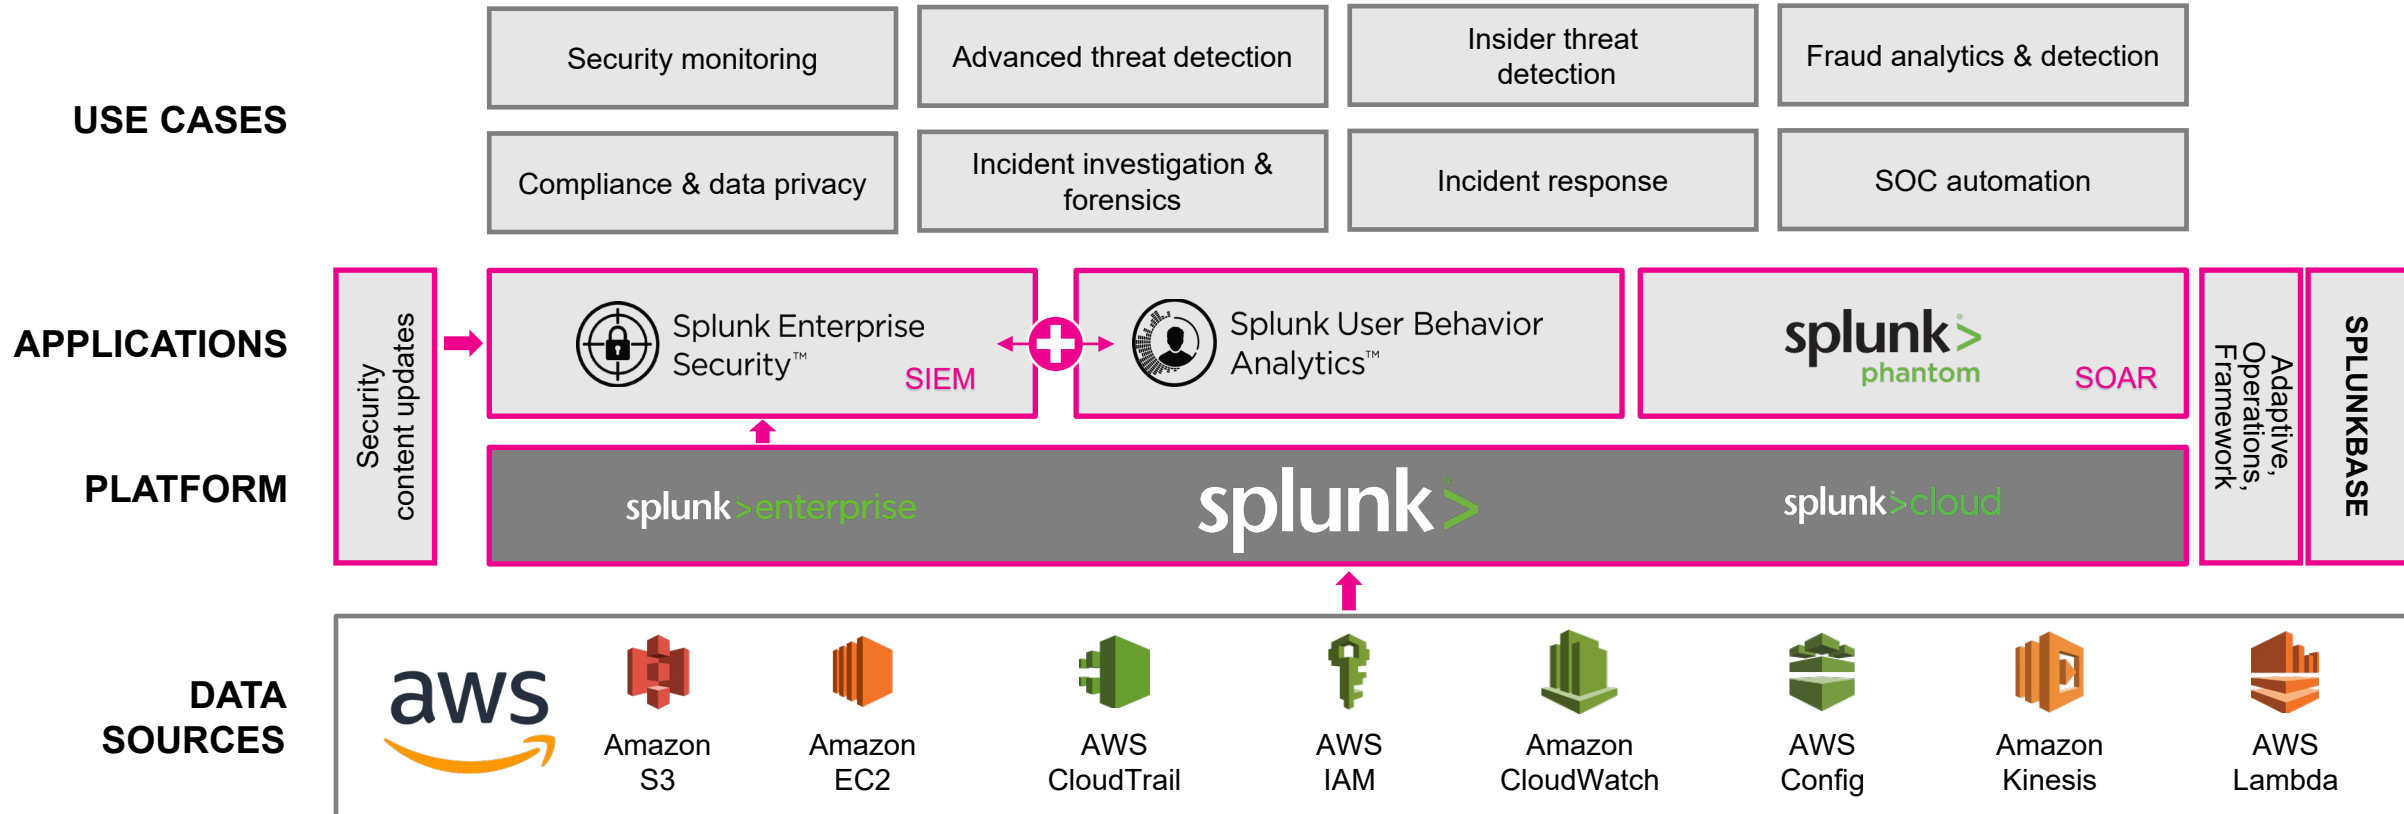 USE CASES
Security monitoring
Advanced threat detection
Insider threat
detection
Fraud analytics & detection
Compliance & data privacy
Incident investigation &
forensics
Incident response
SOC automation
APPLICATIONS
Security
content updates
Splunk Enterprise
Security™
SIEM
Splunk User Behavior
Analytics™
splunk>
phantom
SOAR
Adaptive,
Operations,
Framework
SPLUNKBASE
PLATFORM
splunk>enterprise
splunk>
splunk>cloud
DATA
SOURCES
aws
Amazon
S3
Amazon
EC2
AWS
CloudTrail
AWS
IAM
Amazon
CloudWatch
AWS
Config
Amazon
Kinesis
AWS
Lambda